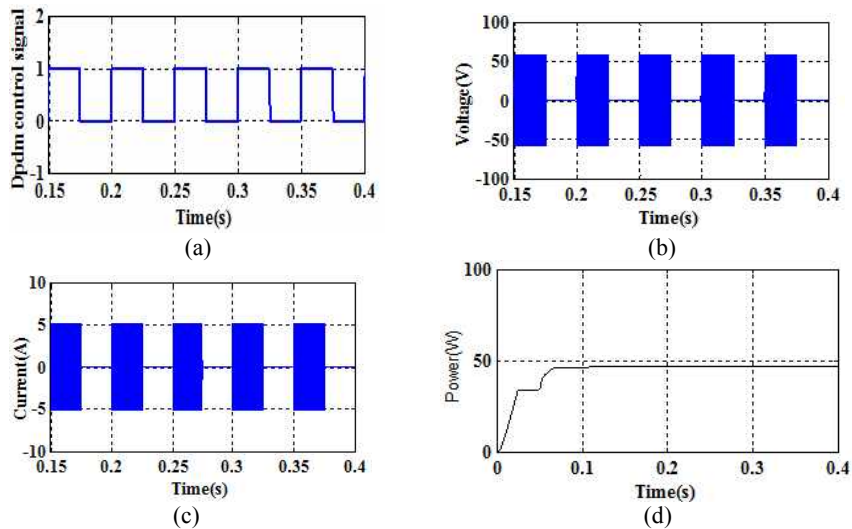 Dpdm control signal
2
1
0
-1
0.15 0.2 0.25 0.3 0.35 0.4
Time(s)
(a)
Voltage(V)
100
50
0
-50
-100
0.15 0.2 0.25 0.3 0.35 0.4
Time(s)
(b)
Current(A)
10
5
0
-5
-10
0.15 0.2 0.25 0.3 0.35 0.4
Time(s)
(c)
Power(W)
100
50
0
0 0.1 0.2 0.3 0.4
Time(s)
(d)